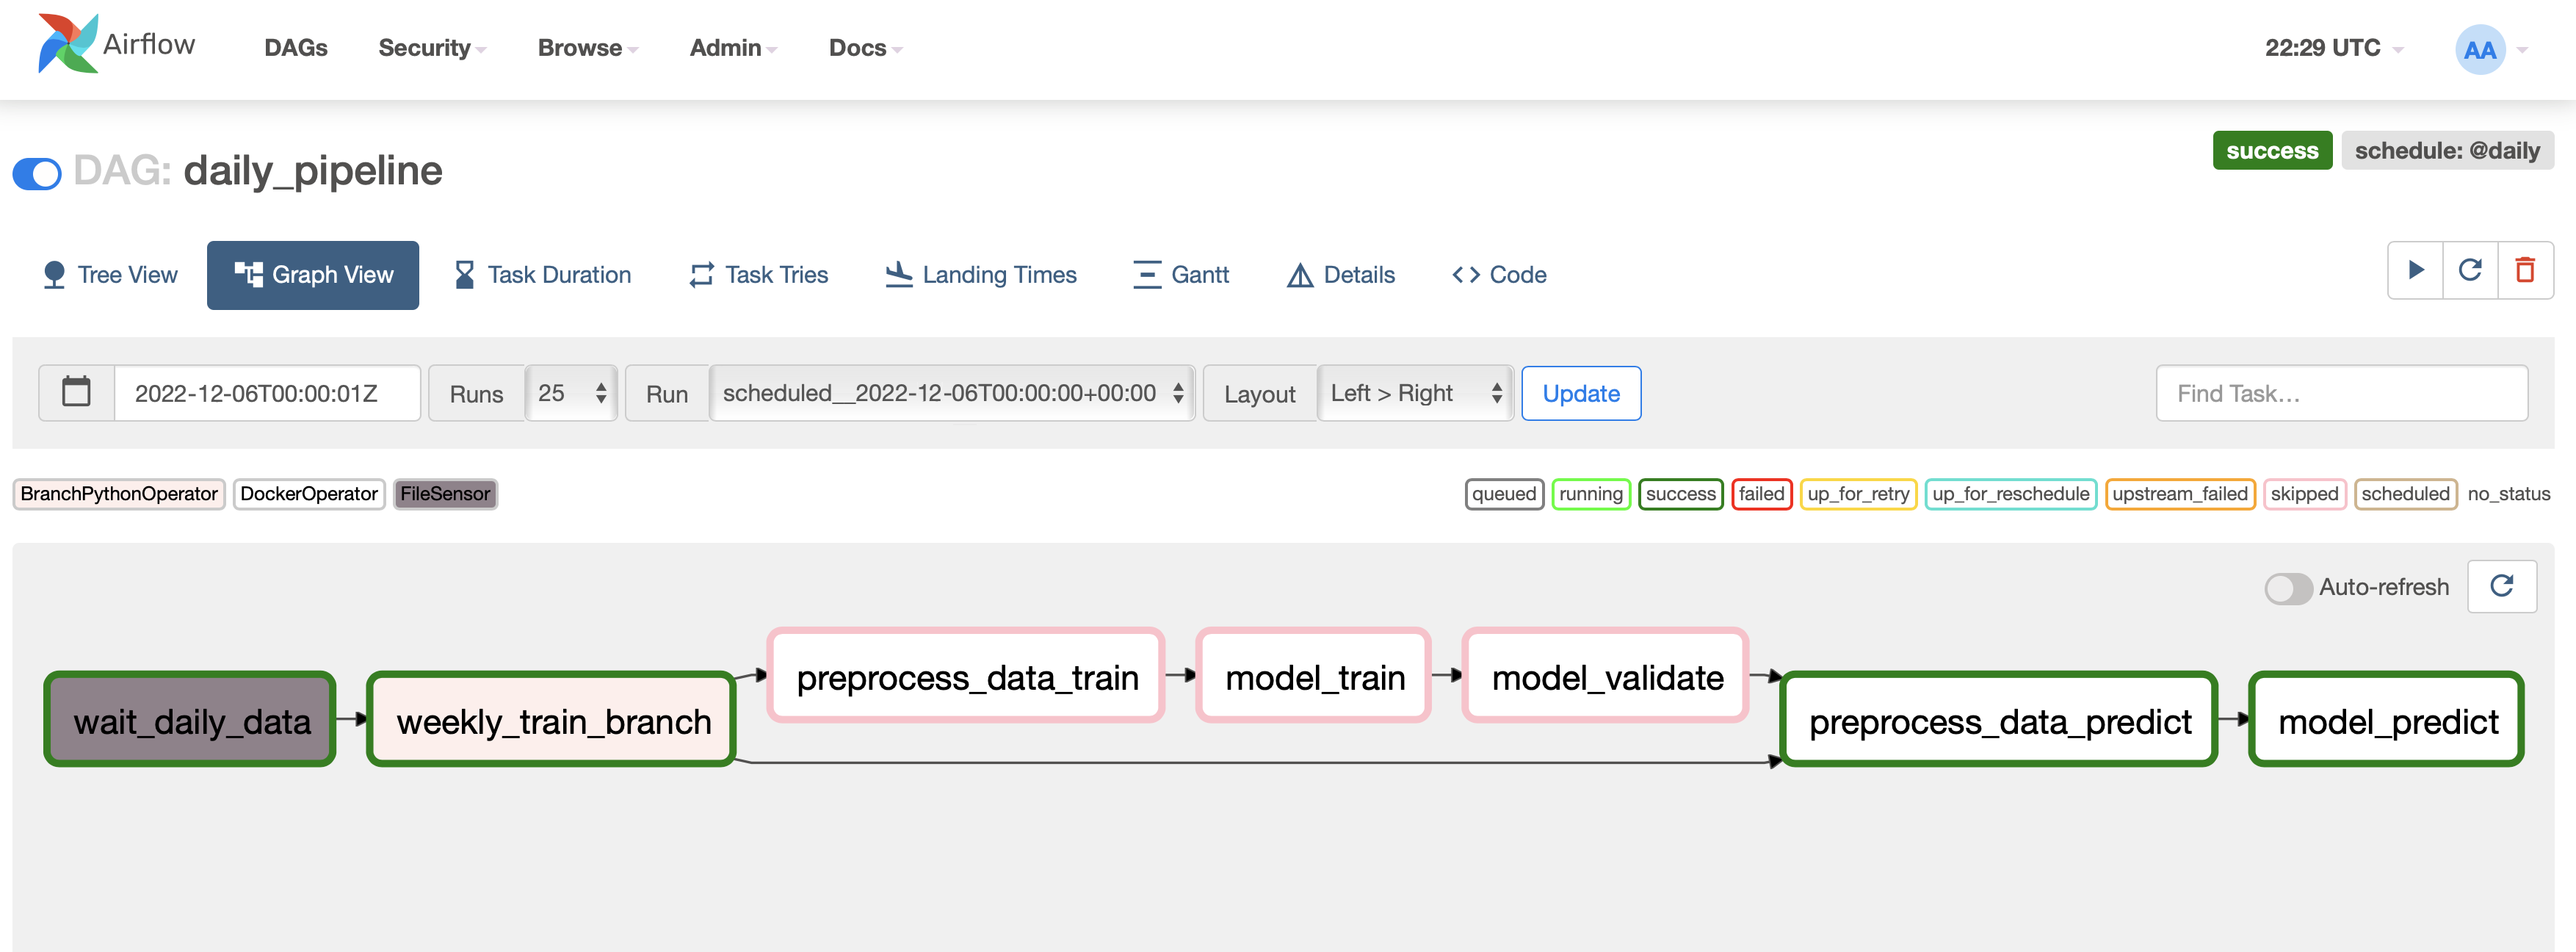 Airflow DAGs Security Browse Admin Docs 22:29 UTC AA
DAG: daily_pipeline success schedule: @daily
Tree View Graph View Task Duration Task Tries Landing Times Gantt Details Code
2022-12-06T00:00:01Z Runs 25 Run scheduled__2022-12-06T00:00:00+00:00 Layout Left > Right Update Find Task…
BranchPythonOperator DockerOperator FileSensor queued running success failed up_for_retry up_for_reschedule upstream_failed skipped scheduled no_status
Auto-refresh
preprocess_data_train model_train model_validate
wait_daily_data weekly_train_branch preprocess_data_predict model_predict